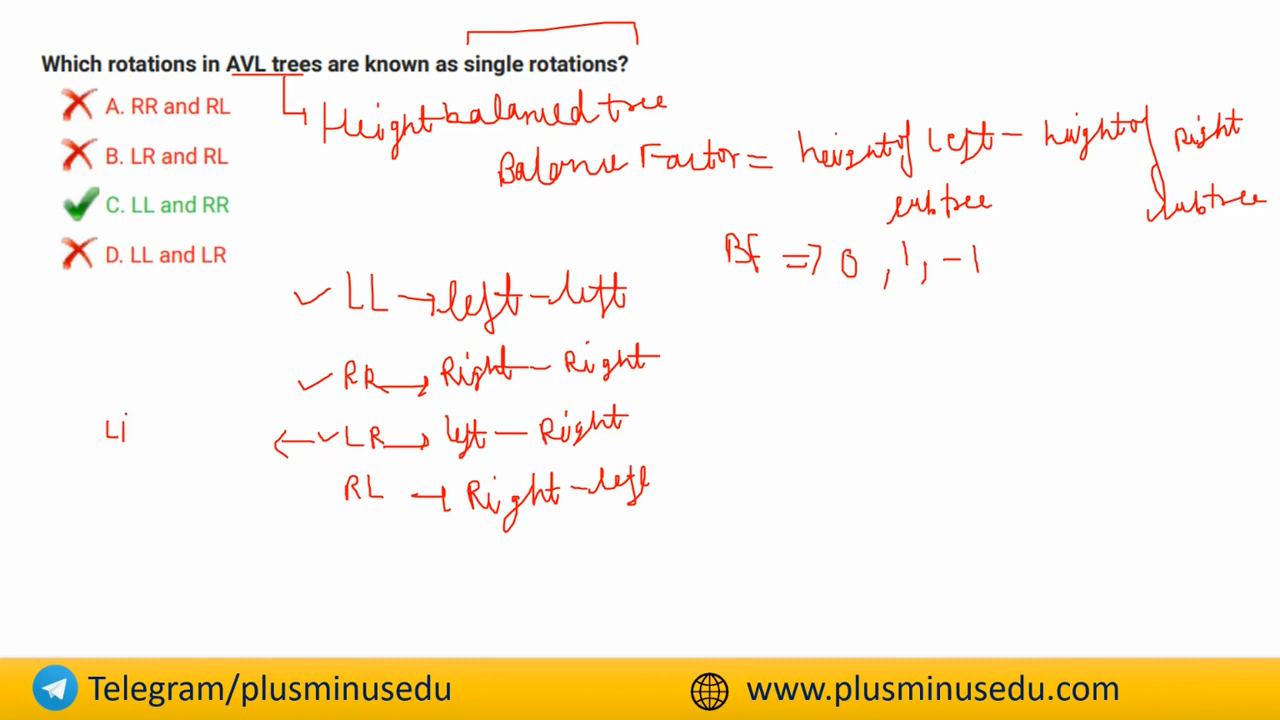 Which rotations in AVL trees are known as single rotations?
A. RR and RL
B. LR and RL
C. LL and RR
D. LL and LR
Height balanced tree
Balance Factor = height of left subtree - height of right subtree
Bf => 0, 1, -1
LL → left - left
RR → Right - Right
LR → left - Right
RL → Right - left
Li
Telegram/plusminusedu
www.plusminusedu.com